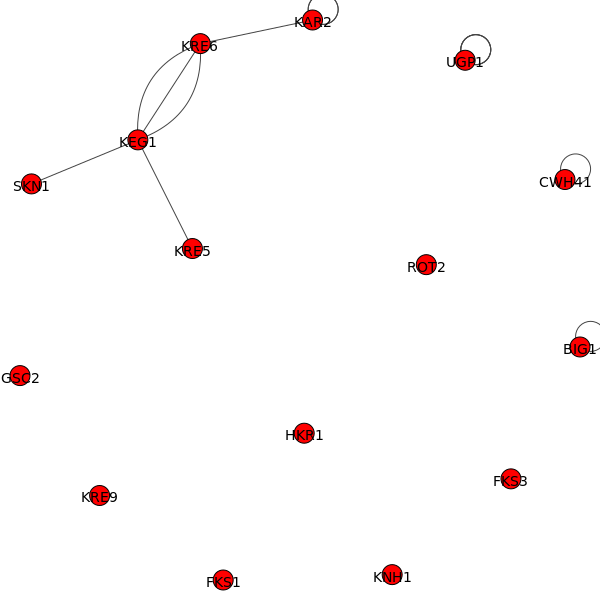 KAR2
KRE6
UGP1
KEG1
SKN1
CWH41
KRE5
ROT2
BIG1
GSC2
HKR1
FKS3
KRE9
FKS1
KNH1